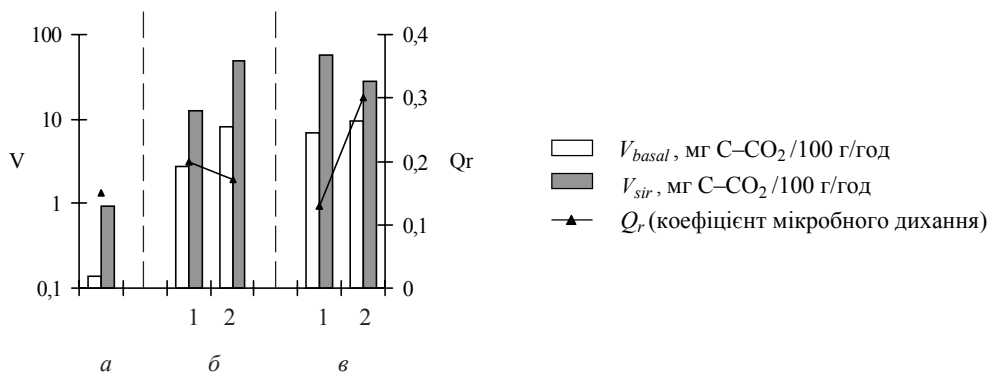 100
10
1
0,1
V
0,4
0,3
0,2
0,1
0
Qr
1 2
1 2
а б в
V_basal, мг C–CO₂ /100 г/год
V_sir, мг C–CO₂ /100 г/год
Q_r (коефіцієнт мікробного дихання)